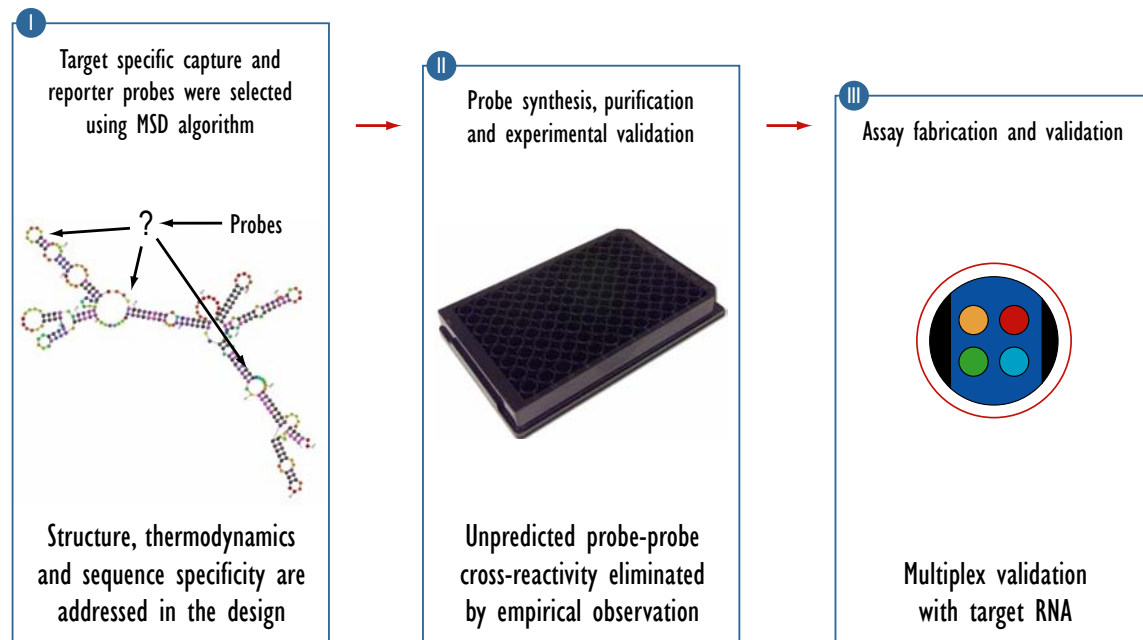 I
Target specific capture and
reporter probes were selected
using MSD algorithm
?
Probes
Structure, thermodynamics
and sequence specificity are
addressed in the design
II
Probe synthesis, purification
and experimental validation
Unpredicted probe-probe
cross-reactivity eliminated
by empirical observation
III
Assay fabrication and validation
Multiplex validation
with target RNA